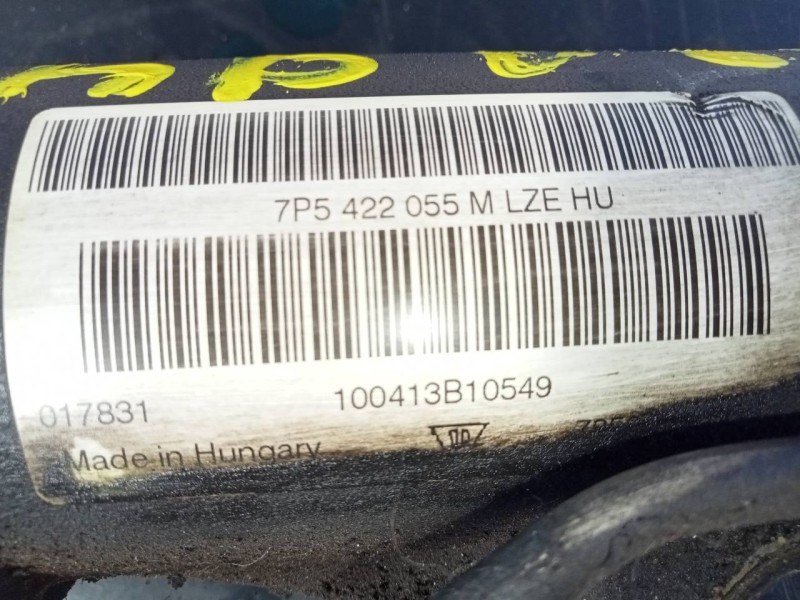 7P5 422 055 M LZE HU
100413B10549
017831
Made in Hungary